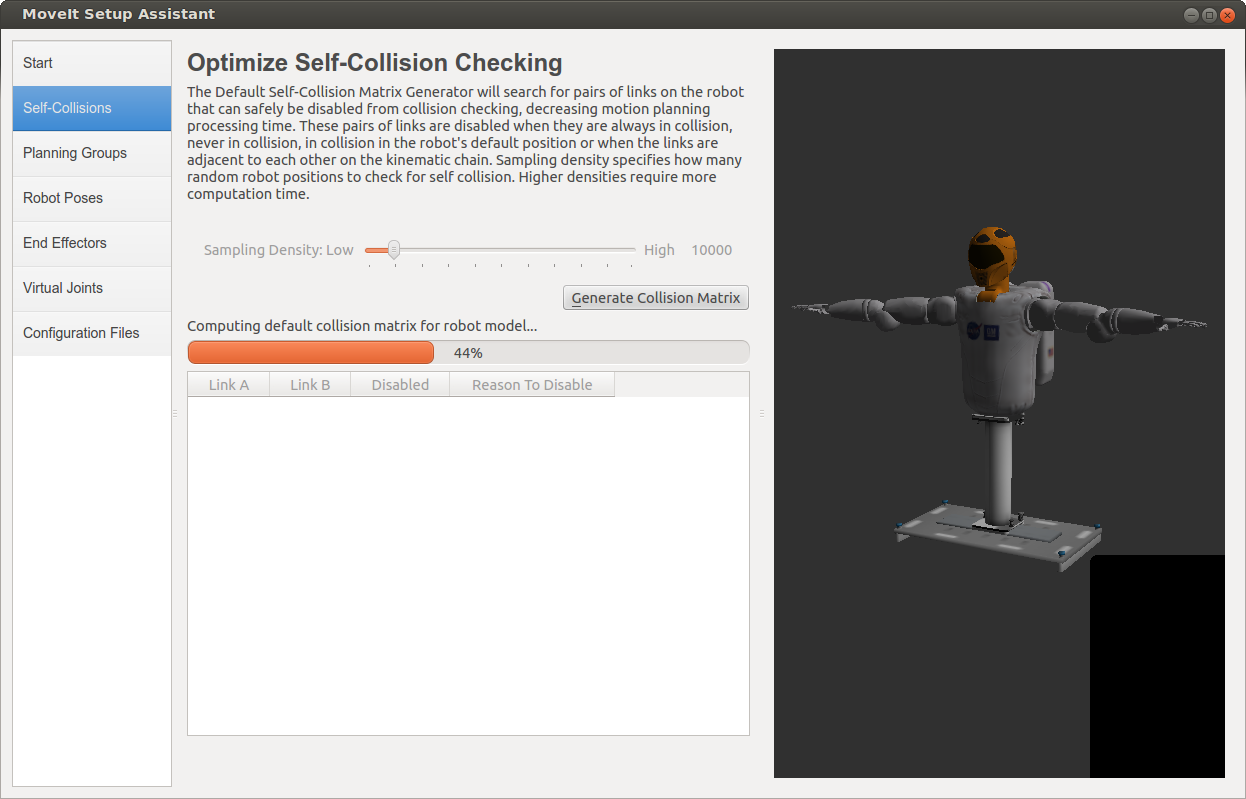 MoveIt Setup Assistant
Start
Self-Collisions
Planning Groups
Robot Poses
End Effectors
Virtual Joints
Configuration Files
Optimize Self-Collision Checking
The Default Self-Collision Matrix Generator will search for pairs of links on the robot
that can safely be disabled from collision checking, decreasing motion planning
processing time. These pairs of links are disabled when they are always in collision,
never in collision, in collision in the robot's default position or when the links are
adjacent to each other on the kinematic chain. Sampling density specifies how many
random robot positions to check for self collision. Higher densities require more
computation time.
Sampling Density: Low High 10000
Generate Collision Matrix
Computing default collision matrix for robot model...
44%
Link A Link B Disabled Reason To Disable
GM